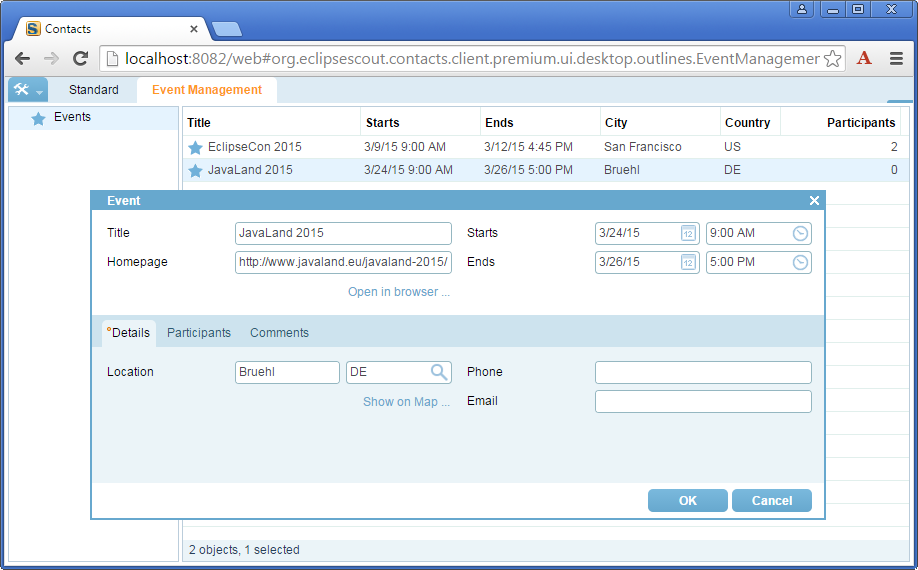 Contacts
localhost:8082/web#org.eclipsescout.contacts.client.premium.ui.desktop.outlines.EventManagemer
A
Standard
Event Management
Events
Title Starts Ends City Country Participants
EclipseCon 2015 3/9/15 9:00 AM 3/12/15 4:45 PM San Francisco US 2
JavaLand 2015 3/24/15 9:00 AM 3/26/15 5:00 PM Bruehl DE 0
Event
Title JavaLand 2015 Starts 3/24/15 12 9:00 AM
Homepage http://www.javaland.eu/javaland-2015/ Ends 3/26/15 12 5:00 PM
Open in browser ...
Details Participants Comments
Location Bruehl DE Phone
Show on Map ... Email
OK Cancel
2 objects, 1 selected